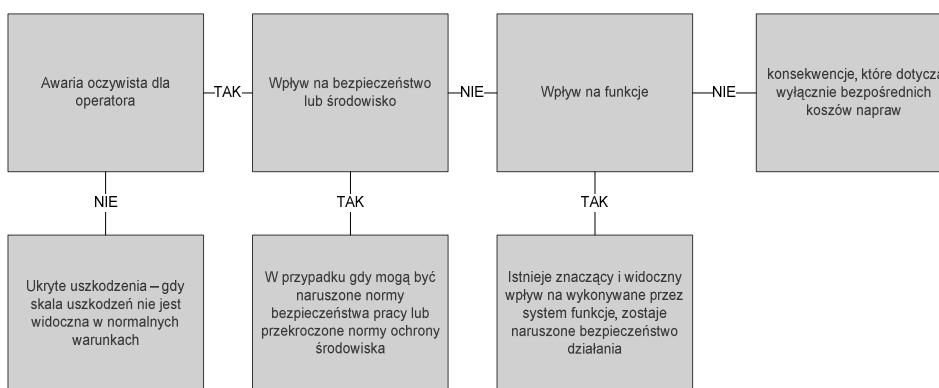 Awaria oczywista dla
operatora
TAK
Wpływ na bezpieczeństwo
lub środowisko
NIE
Wpływ na funkcje
NIE
konsekwencje, które dotyczą
wyłącznie bezpośrednich
koszów napraw
NIE
TAK
TAK
Ukryte uszkodzenia – gdy
skala uszkodzeń nie jest
widoczna w normalnych
warunkach
W przypadku gdy mogą być
naruszone normy
bezpieczeństwa pracy lub
przekroczone normy ochrony
środowiska
Istnieje znaczący i widoczny
wpływ na wykonywane przez
system funkcje, zostaje
naruszone bezpieczeństwo
działania